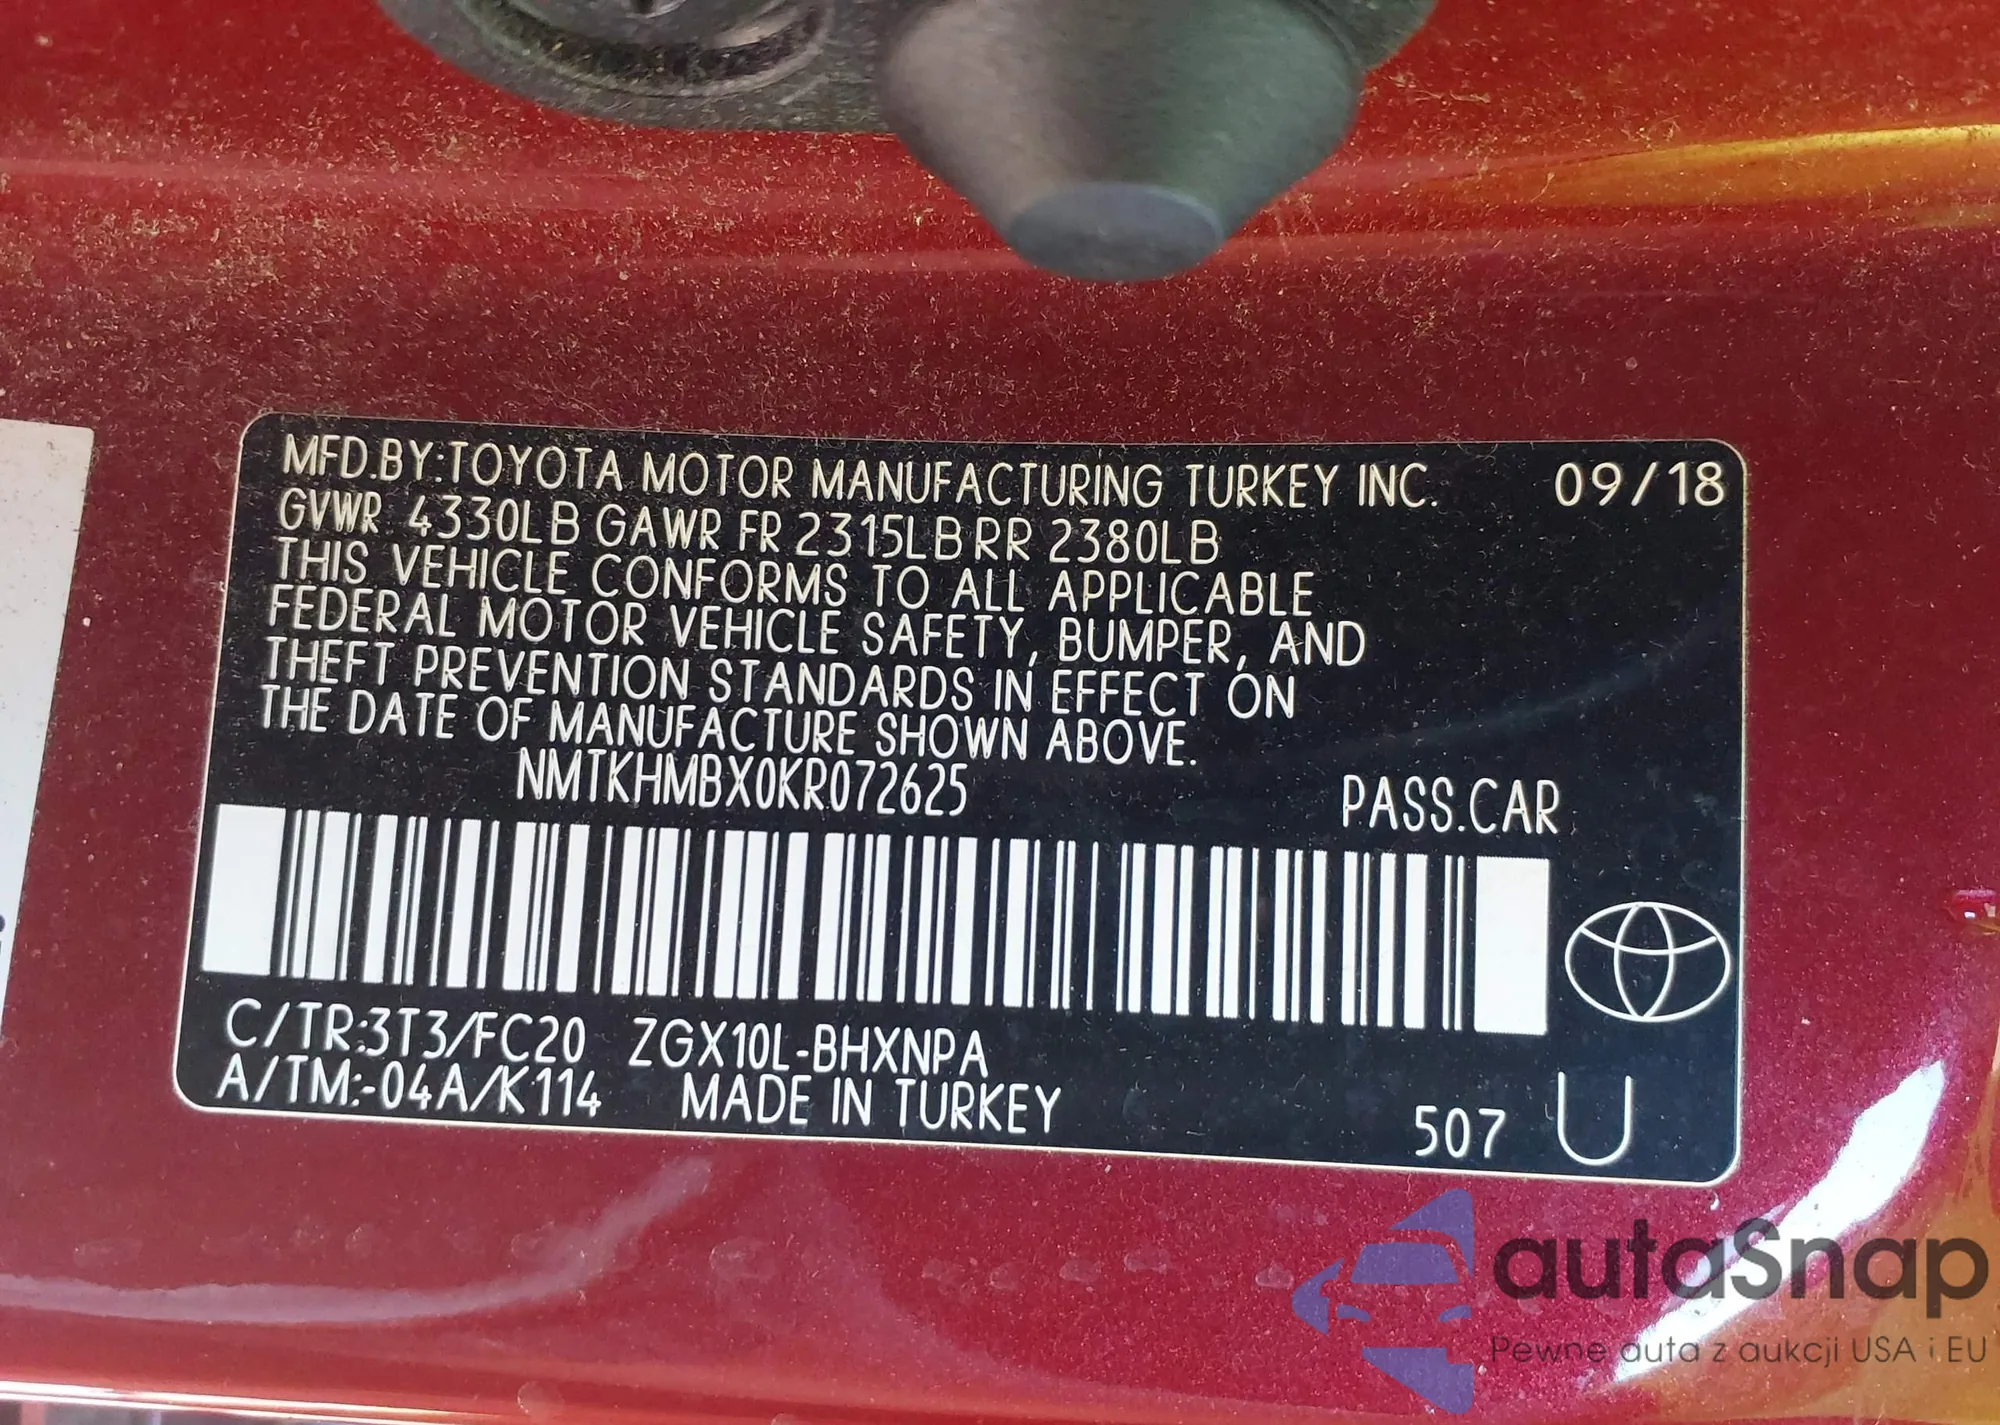 MFD.BY:TOYOTA MOTOR MANUFACTURING TURKEY INC. 09/18
GVWR 4330LB GAWR FR 2315LB RR 2380LB
THIS VEHICLE CONFORMS TO ALL APPLICABLE
FEDERAL MOTOR VEHICLE SAFETY, BUMPER, AND
THEFT PREVENTION STANDARDS IN EFFECT ON
THE DATE OF MANUFACTURE SHOWN ABOVE.
NMTKHMBX0KR072625 PASS.CAR
C/TR:3T3/FC20 ZGX10L-BHXNPA
A/TM:-04A/K114 MADE IN TURKEY 507 U
autaSnap
Pewne auta z aukcji USA i EU